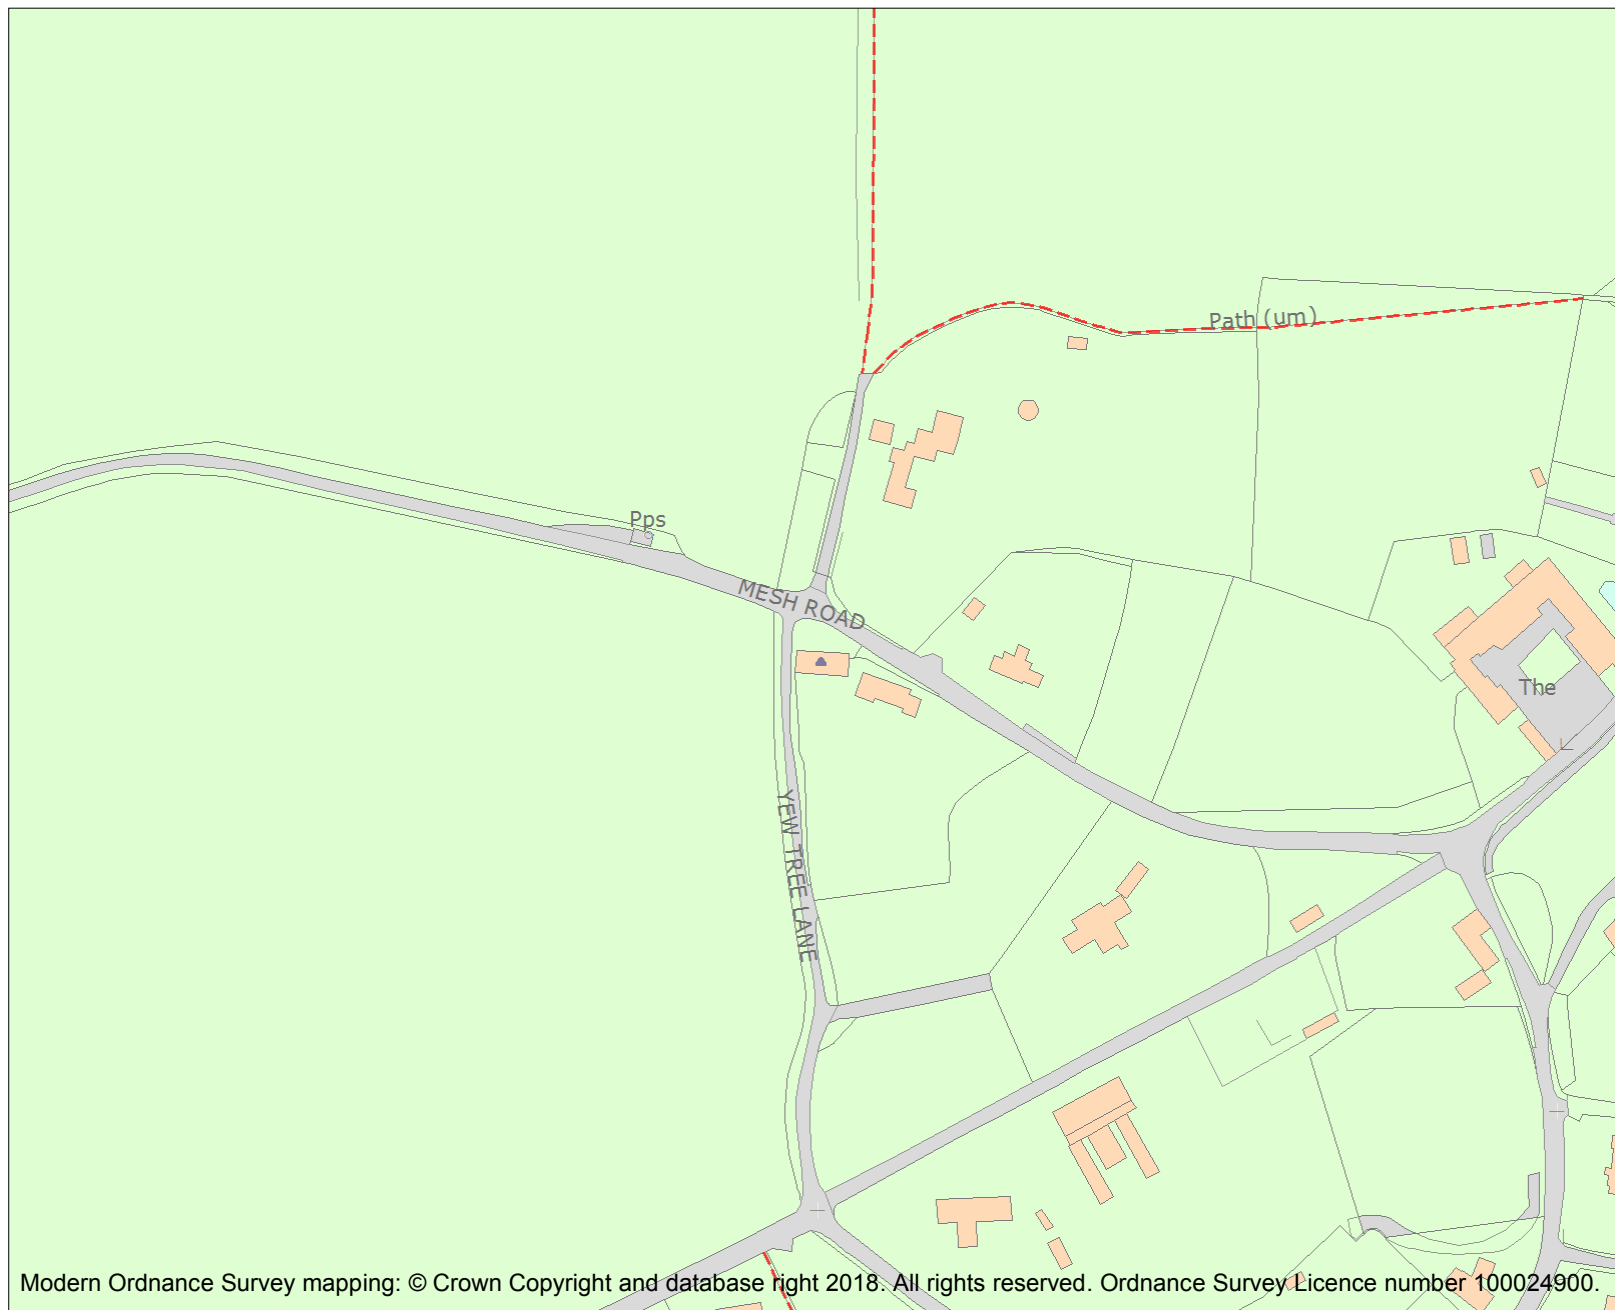 Path (um)
Pps
MESH ROAD
The
YEW TREE LANE
Modern Ordnance Survey mapping: © Crown Copyright and database right 2018. All rights reserved. Ordnance Survey Licence number 100024900.